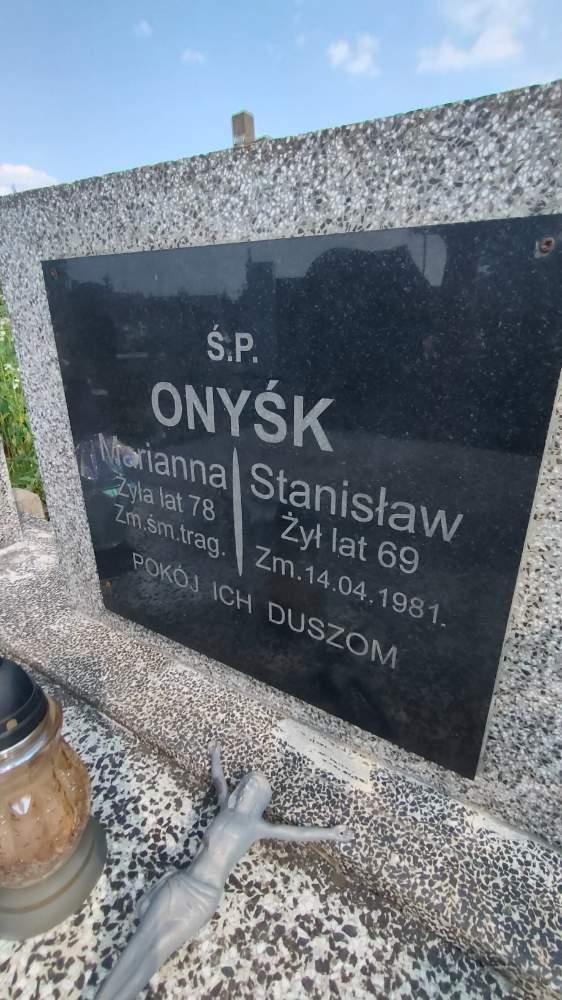 Ś.P.
ONYŚK
Marianna
Żyła lat 78
Zm.śm.trag.
Stanisław
Żył lat 69
Zm.14.04.1981.
POKÓJ ICH DUSZOM